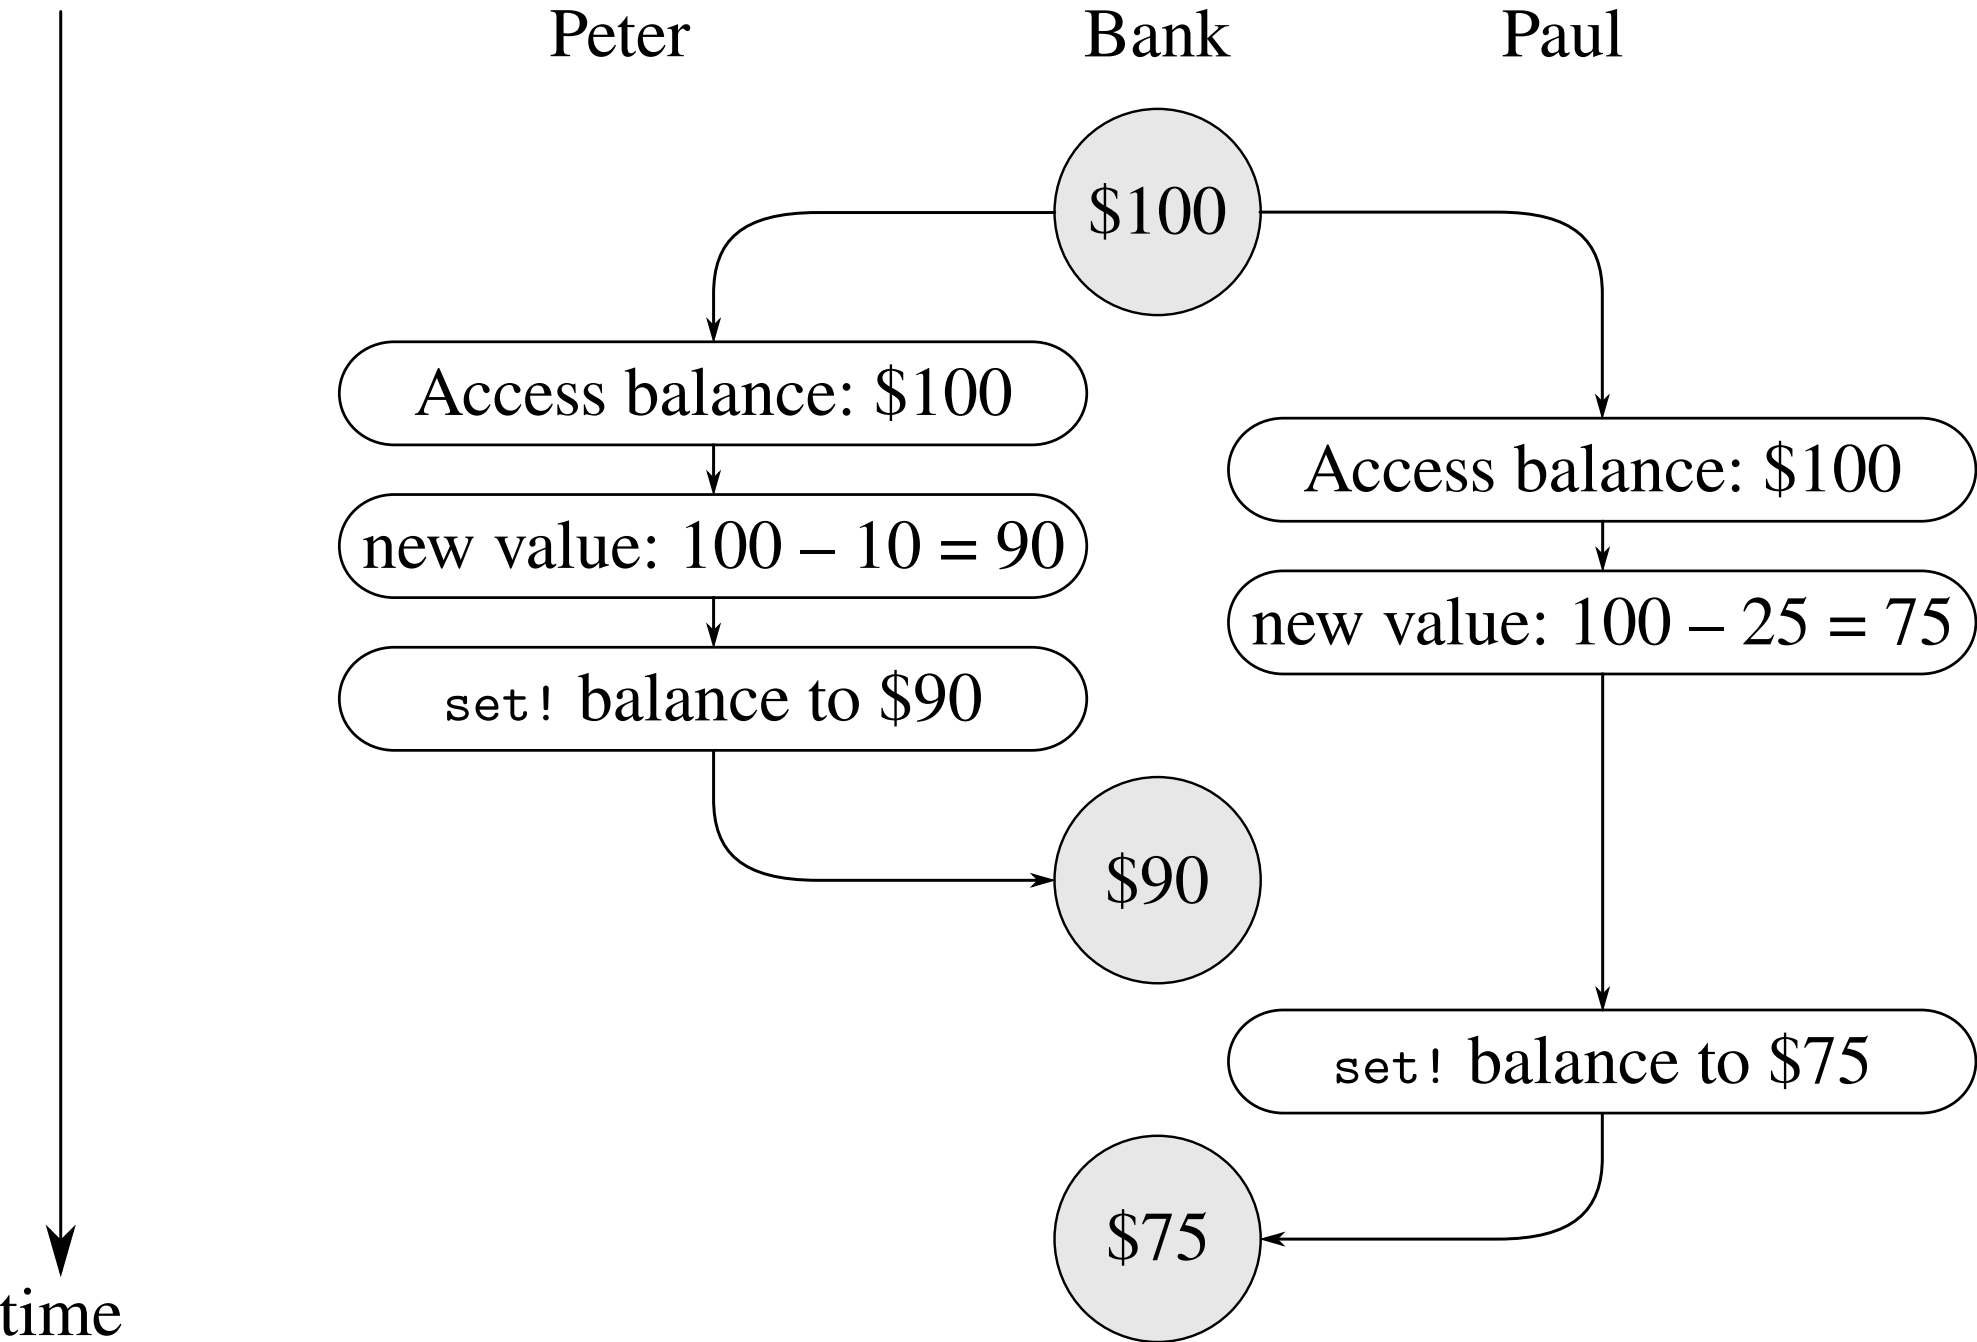 Peter Bank Paul
$100
Access balance: $100
Access balance: $100
new value: 100 – 10 = 90
new value: 100 – 25 = 75
set! balance to $90
$90
set! balance to $75
$75
time